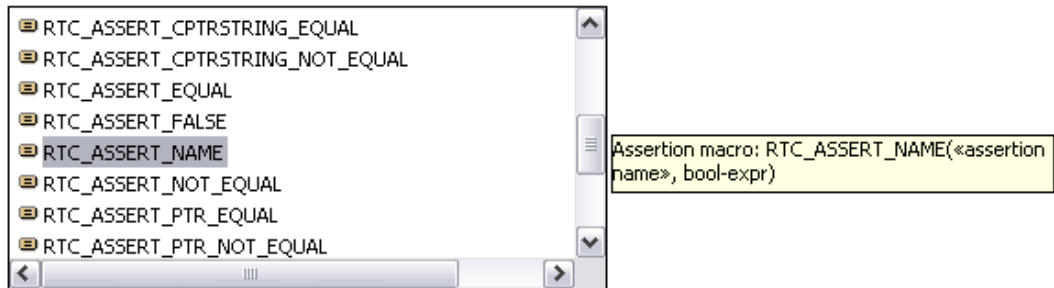 RTC_ASSERT_CPTRSTRING_EQUAL
RTC_ASSERT_CPTRSTRING_NOT_EQUAL
RTC_ASSERT_EQUAL
RTC_ASSERT_FALSE
RTC_ASSERT_NAME
RTC_ASSERT_NOT_EQUAL
RTC_ASSERT_PTR_EQUAL
RTC_ASSERT_PTR_NOT_EQUAL
Assertion macro: RTC_ASSERT_NAME(«assertion
name», bool-expr)